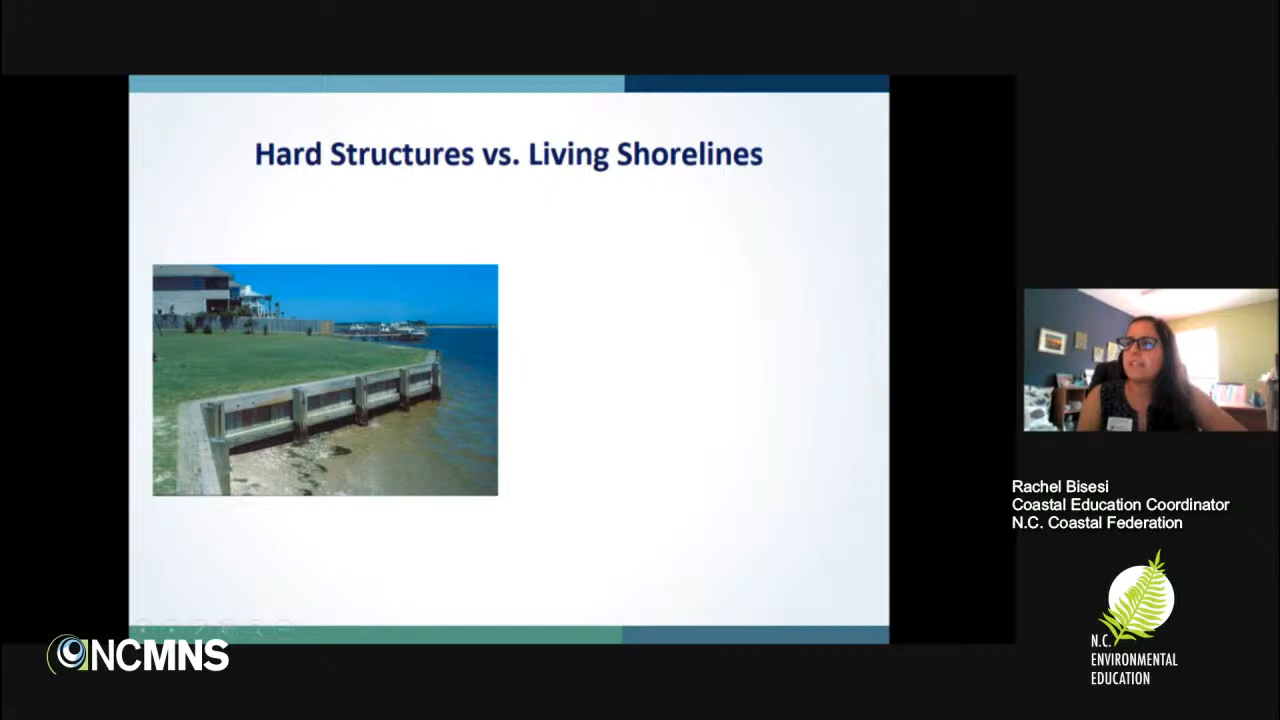 Hard Structures vs. Living Shorelines
Rachel Bisesi
Coastal Education Coordinator
N.C. Coastal Federation
NCMNS
N.C.
ENVIRONMENTAL
EDUCATION